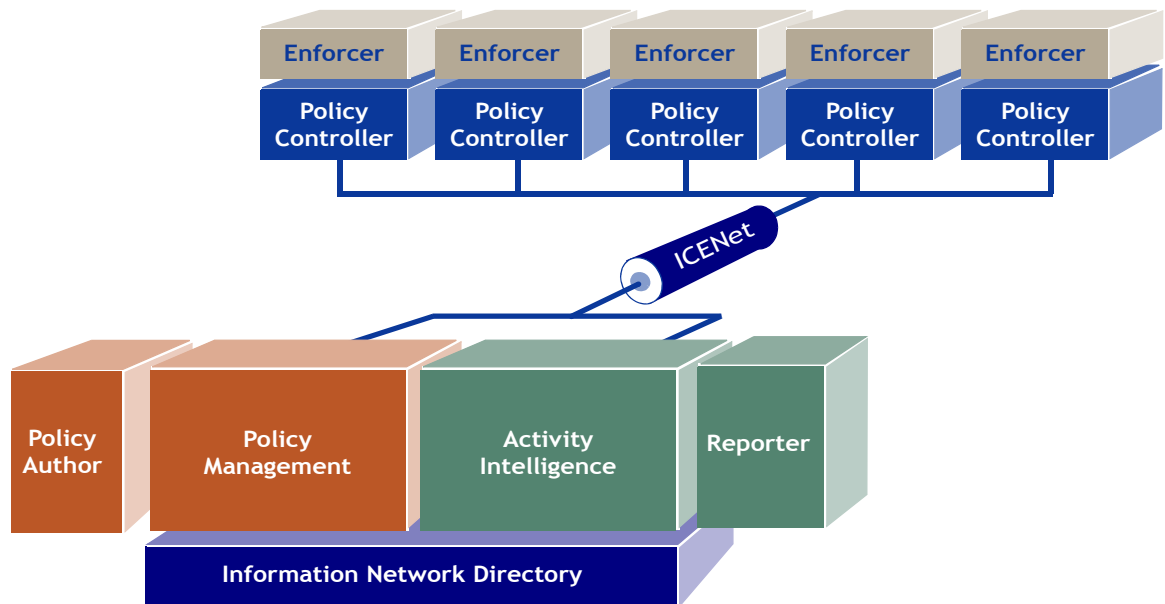 Enforcer Enforcer Enforcer Enforcer Enforcer
Policy Policy Policy Policy Policy
Controller Controller Controller Controller Controller
ICENet
Policy
Author
Policy
Management
Activity
Intelligence
Reporter
Information Network Directory